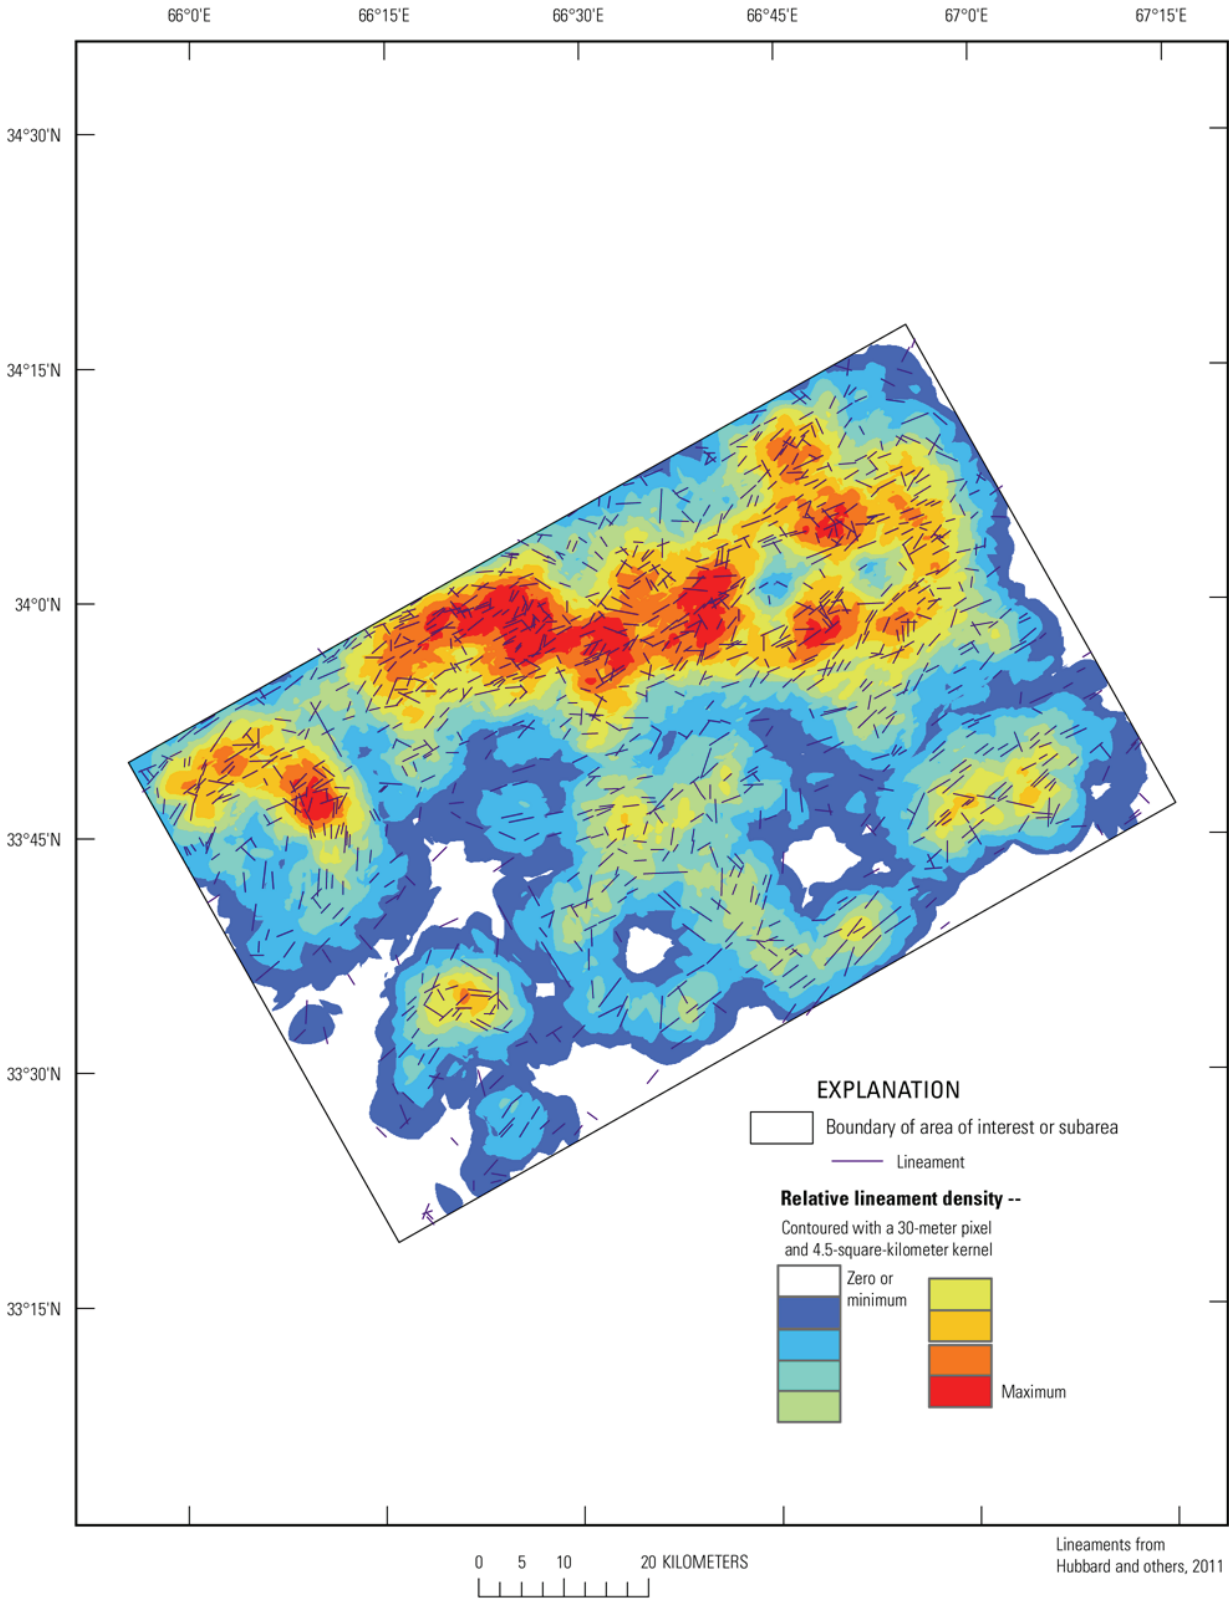 66°0'E 66°15'E 66°30'E 66°45'E 67°0'E 67°15'E
34°30'N
34°15'N
34°0'N
33°45'N
33°30'N
33°15'N
EXPLANATION
Boundary of area of interest or subarea
Lineament
Relative lineament density --
Contoured with a 30-meter pixel
and 4.5-square-kilometer kernel
Zero or
minimum
Maximum
0 5 10 20 KILOMETERS
Lineaments from
Hubbard and others, 2011